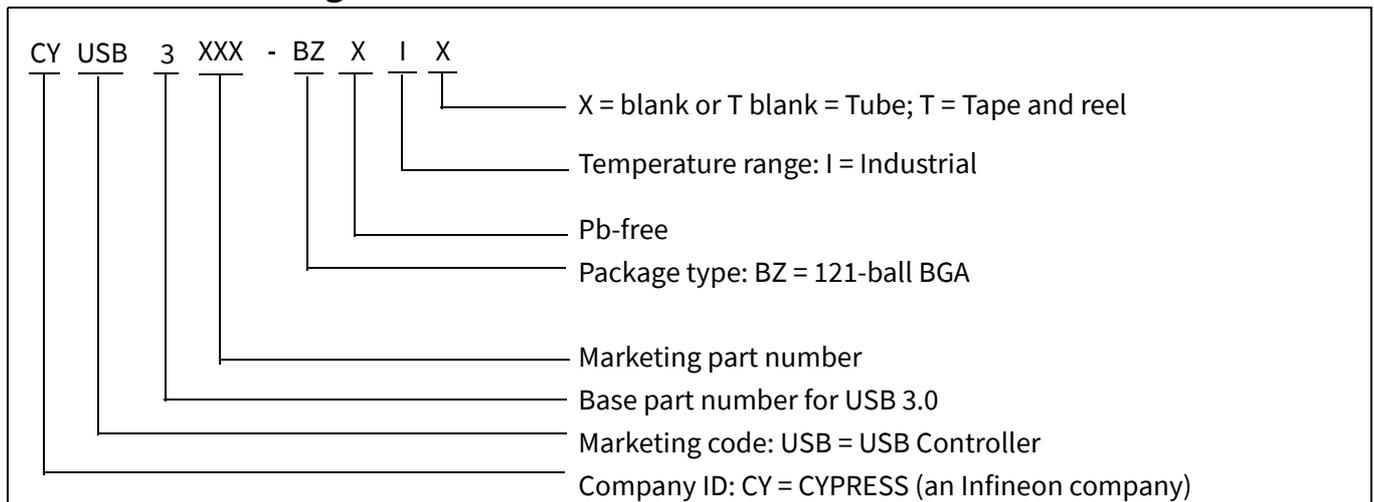 CY USB 3 XXX - BZ X I X
X = blank or T blank = Tube; T = Tape and reel
Temperature range: I = Industrial
Pb-free
Package type: BZ = 121-ball BGA
Marketing part number
Base part number for USB 3.0
Marketing code: USB = USB Controller
Company ID: CY = CYPRESS (an Infineon company)